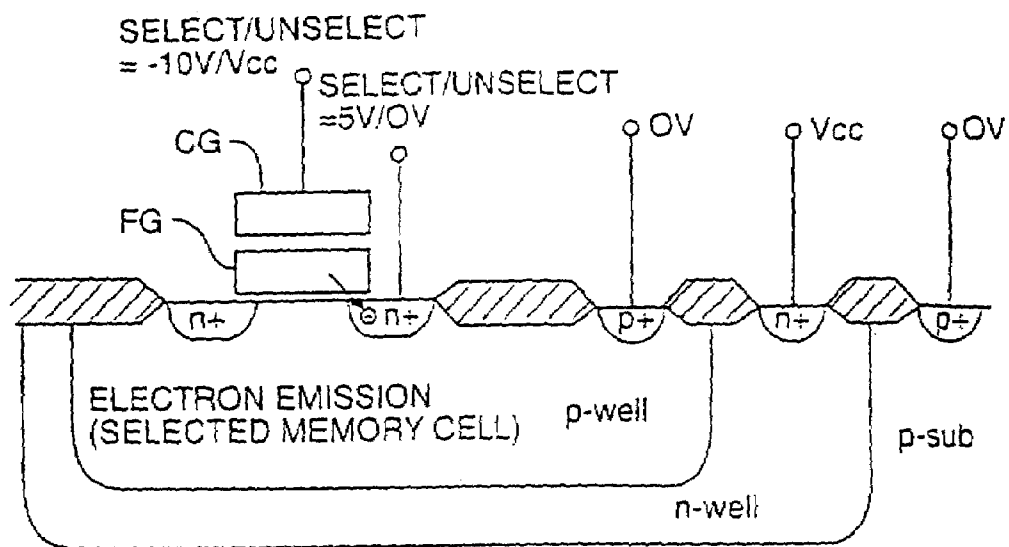 SELECT/UNSELECT
= -10V/Vcc
SELECT/UNSELECT
=5V/0V
CG
FG
0V
Vcc
0V
n+
⊖ n+
p+
n+
p+
ELECTRON EMISSION
(SELECTED MEMORY CELL)
p-well
p-sub
n-well